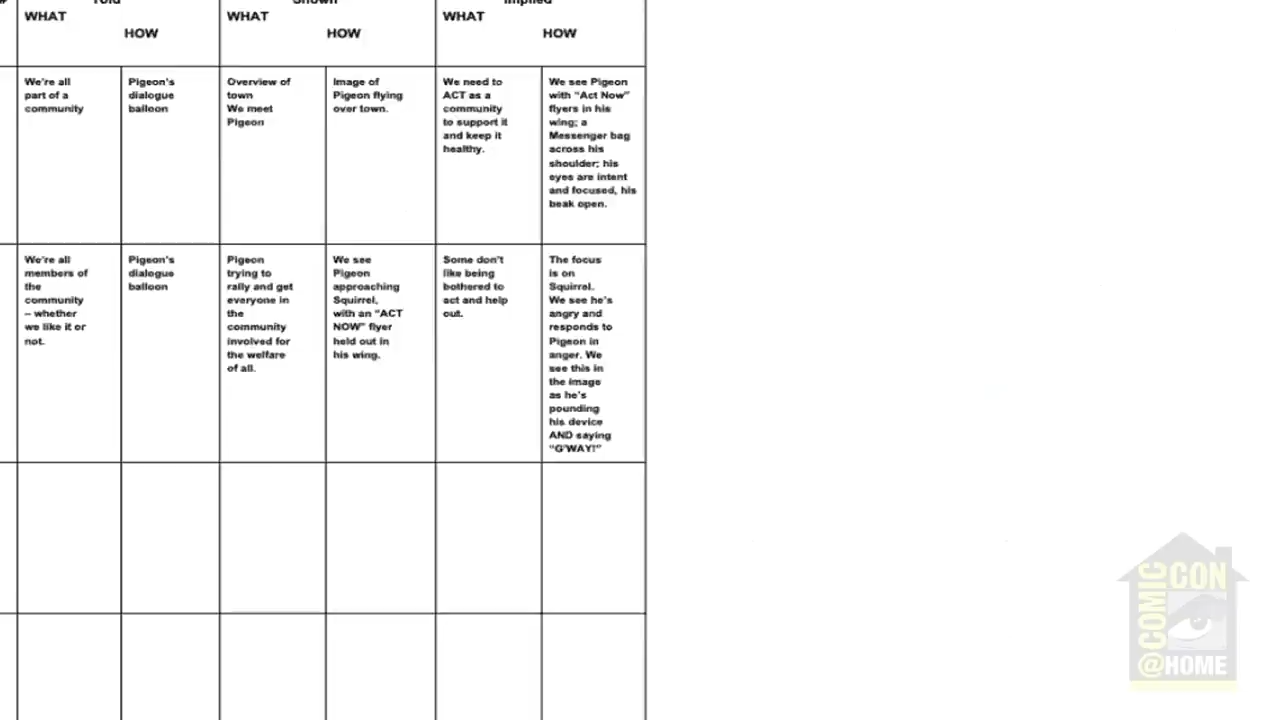 # Told Shown Implied
WHAT WHAT WHAT
HOW HOW HOW
We're all
part of a
community
Pigeon's
dialogue
balloon
Overview of
town
We meet
Pigeon
Image of
Pigeon flying
over town.
We need to
ACT as a
community
to support it
and keep it
healthy.
We see Pigeon
with "Act Now"
flyers in his
wing; a
Messenger bag
across his
shoulder; his
eyes are intent
and focused, his
beak open.
We're all
members of
the
community
– whether
we like it or
not.
Pigeon's
dialogue
balloon
Pigeon
trying to
rally and get
everyone in
the
community
involved for
the welfare
of all.
We see
Pigeon
approaching
Squirrel,
with an "ACT
NOW" flyer
held out in
his wing.
Some don't
like being
bothered to
act and help
out.
The focus
is on
Squirrel.
We see he's
angry and
responds to
Pigeon in
anger. We
see this in
the image
as he's
pounding
his device
AND saying
"G'WAY!"
COMIC
CON
@HOME